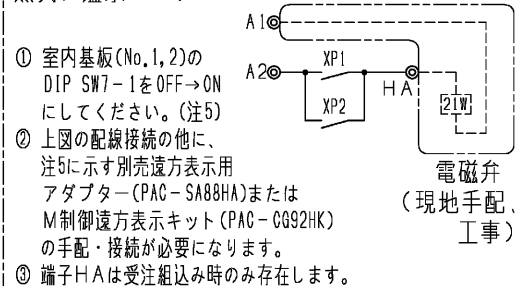 A1
① 室内基板(No.1,2)の
DIP SW7-1をOFF→ON
にしてください。(注5)
A2
XP1
XP2
HA
21W
② 上図の配線接続の他に、
注5に示す別売遠方表示用
アダプター(PAC-SA88HA)または
M制御遠方表示キット(PAC-CG92HK)
の手配・接続が必要になります。
③ 端子HAは受注組込み時のみ存在します。
電磁弁
(現地手配、
工事)